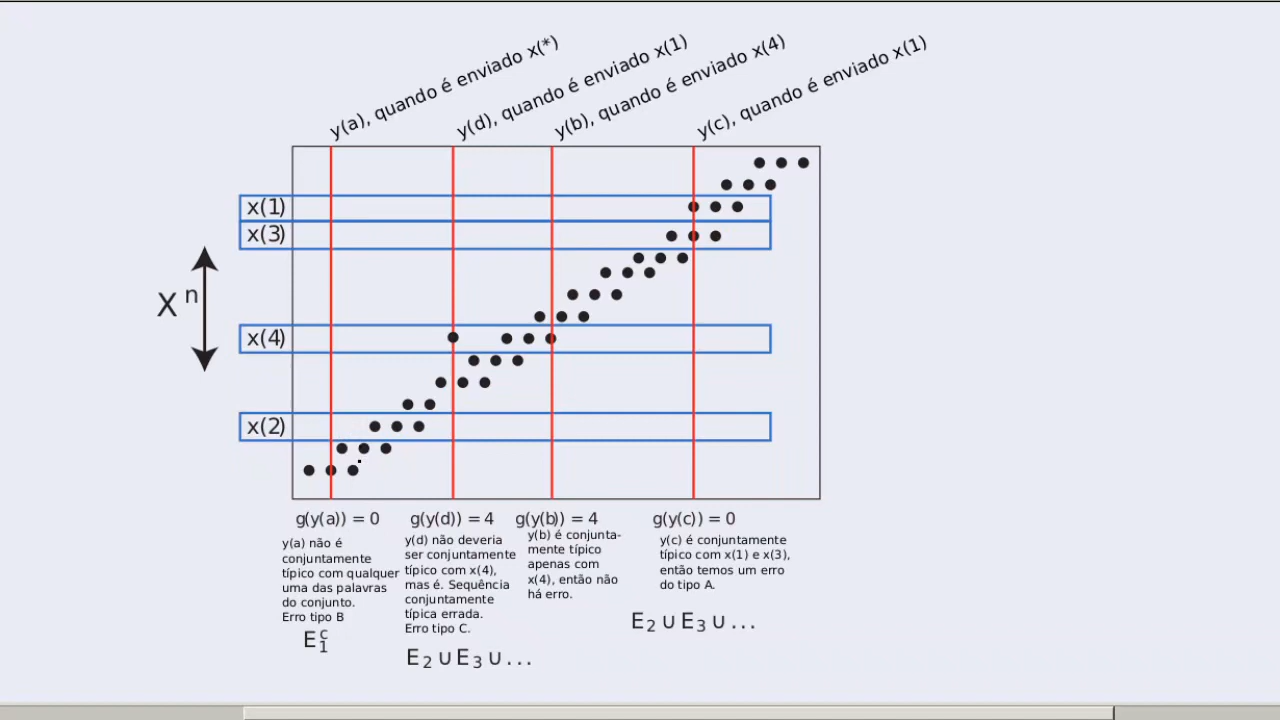 y(a), quando é enviado x(*)
y(d), quando é enviado x(1)
y(b), quando é enviado x(4)
y(c), quando é enviado x(1)
x(1)
x(3)
X n
x(4)
x(2)
g(y(a)) = 0
y(a) não é
conjuntamente
típico com qualquer
uma das palavras
do conjunto.
Erro tipo B
E₁ᶜ
g(y(d)) = 4
y(d) não deveria
ser conjuntamente
típico com x(4),
mas é. Sequência
conjuntamente
típica errada.
Erro tipo C.
E₂ ∪ E₃ ∪ ...
g(y(b)) = 4
y(b) é conjunta-
mente típico
apenas com
x(4), então não
há erro.
g(y(c)) = 0
y(c) é conjuntamente
típico com x(1) e x(3),
então temos um erro
do tipo A.
E₂ ∪ E₃ ∪ ...